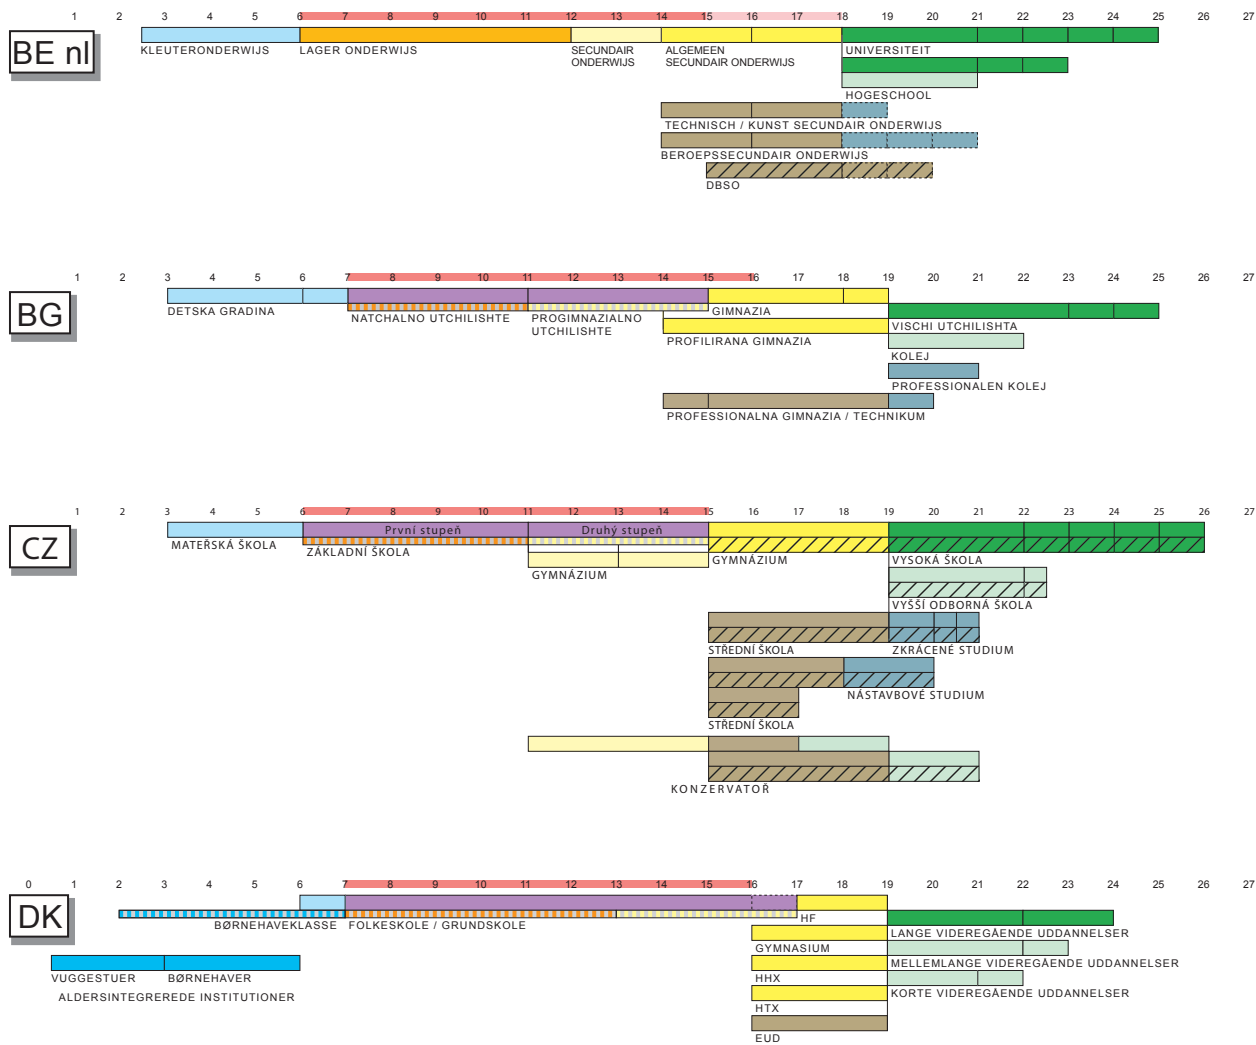 1 2 3 4 5 6 7 8 9 10 11 12 13 14 15 16 17 18 19 20 21 22 23 24 25 26 27
BE nl
KLEUTERONDERWIJS LAGER ONDERWIJS SECUNDAIR ALGEMEEN UNIVERSITEIT
ONDERWIJS SECUNDAIR ONDERWIJS
HOGESCHOOL
TECHNISCH / KUNST SECUNDAIR ONDERWIJS
BEROEPSSECUNDAIR ONDERWIJS
DBSO
1 2 3 4 5 6 7 8 9 10 11 12 13 14 15 16 17 18 19 20 21 22 23 24 25 26 27
BG
DETSKA GRADINA NATCHALNO UTCHILISHTE PROGIMNAZIALNO GIMNAZIA
UTCHILISHTE
VISCHI UTCHILISHTA
PROFILIRANA GIMNAZIA
KOLEJ
PROFESSIONALEN KOLEJ
PROFESSIONALNA GIMNAZIA / TECHNIKUM
1 2 3 4 5 6 7 8 9 10 11 12 13 14 15 16 17 18 19 20 21 22 23 24 25 26 27
CZ
První stupeň Druhý stupeň
MATEŘSKÁ ŠKOLA ZÁKLADNÍ ŠKOLA GYMNÁZIUM VYSOKÁ ŠKOLA
GYMNÁZIUM
VYŠŠÍ ODBORNÁ ŠKOLA
STŘEDNÍ ŠKOLA ZKRÁCENÉ STUDIUM
NÁSTAVBOVÉ STUDIUM
STŘEDNÍ ŠKOLA
KONZERVATOŘ
0 1 2 3 4 5 6 7 8 9 10 11 12 13 14 15 16 17 18 19 20 21 22 23 24 25 26 27
DK
BØRNEHAVEKLASSE FOLKESKOLE / GRUNDSKOLE HF
LANGE VIDEREGÅENDE UDDANNELSER
GYMNASIUM
MELLEMLANGE VIDEREGÅENDE UDDANNELSER
VUGGESTUER BØRNEHAVER HHX
KORTE VIDEREGÅENDE UDDANNELSER
ALDERSINTEGREREDE INSTITUTIONER
HTX
EUD